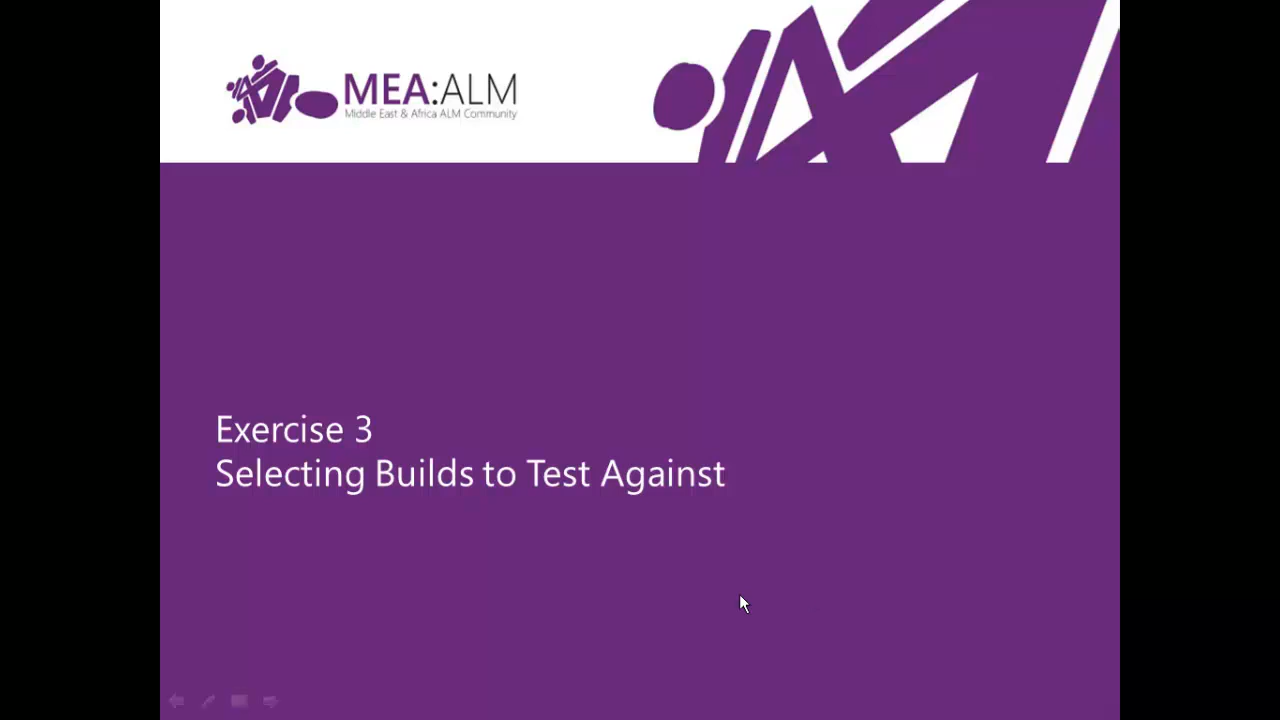 MEA:ALM
Middle East & Africa ALM Community
Exercise 3
Selecting Builds to Test Against